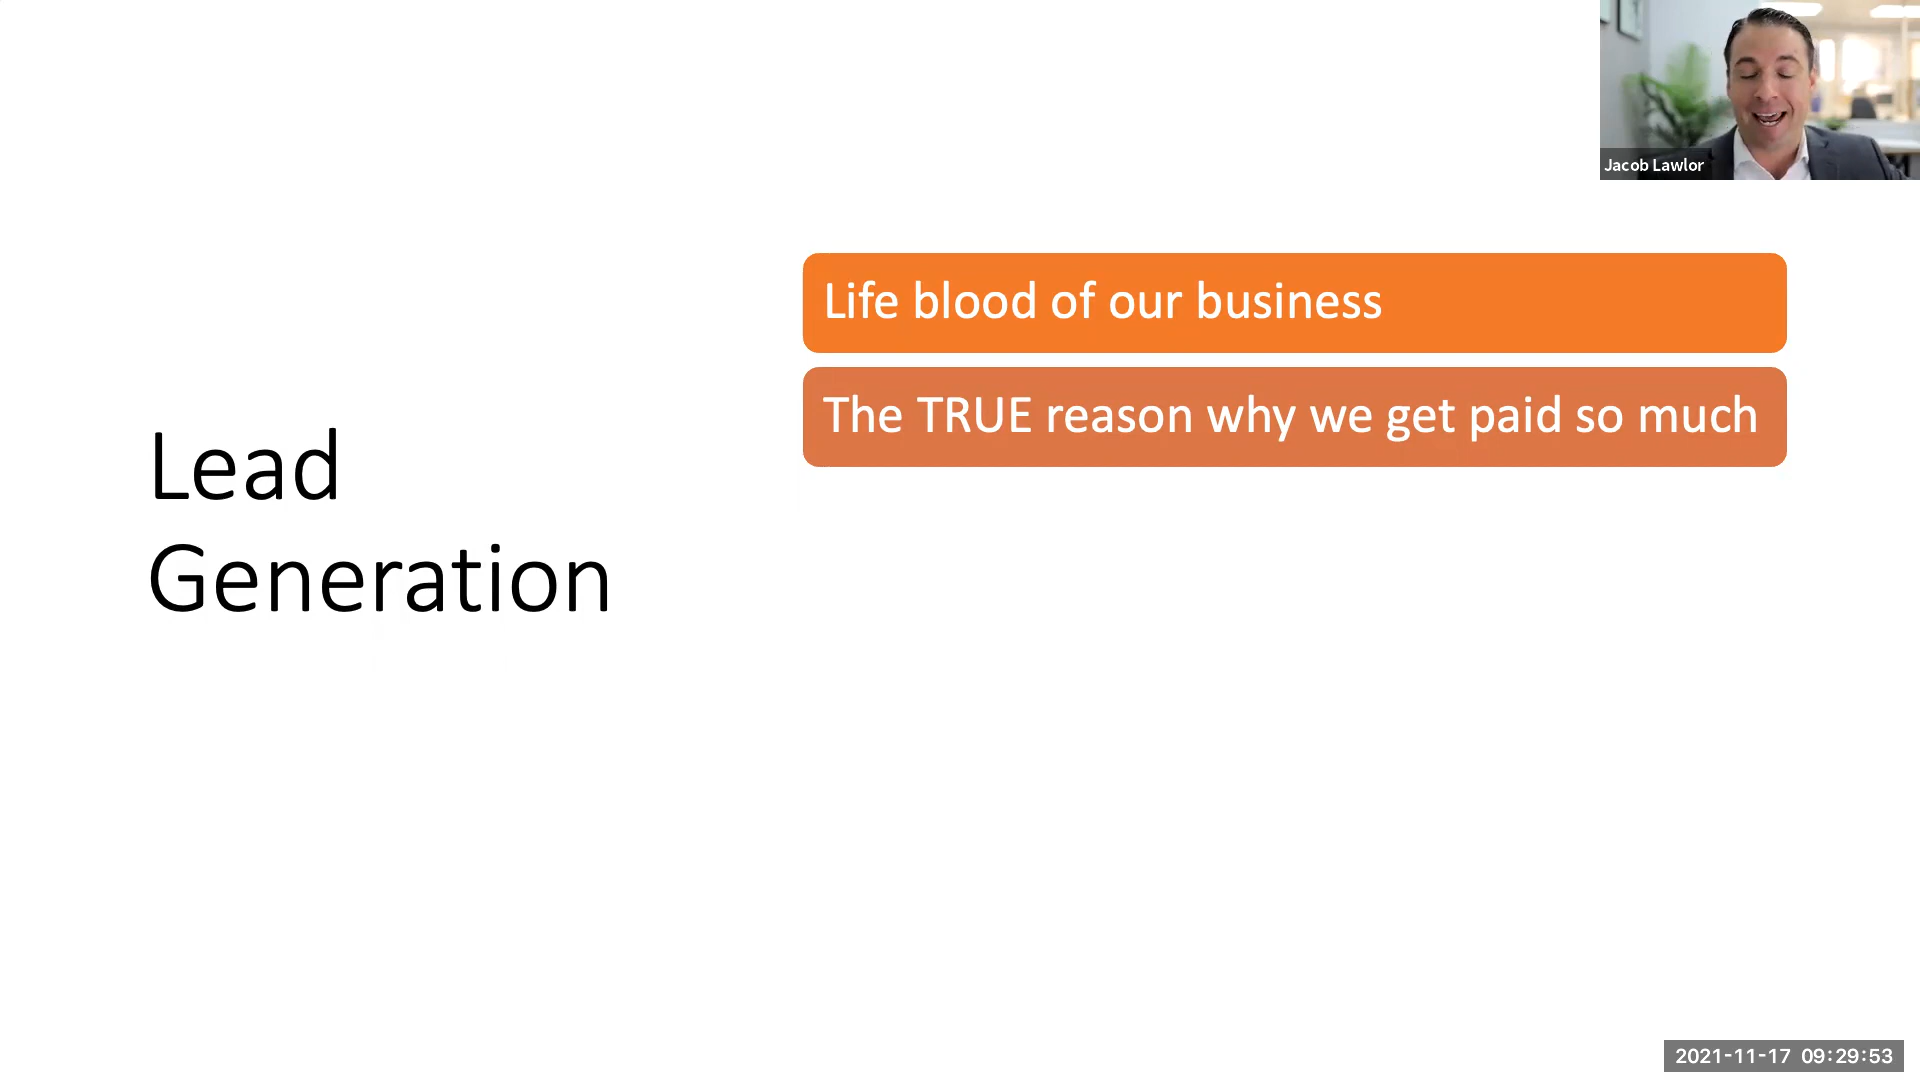 Jacob Lawlor
Life blood of our business
The TRUE reason why we get paid so much
Lead
Generation
2021-11-17 09:29:53